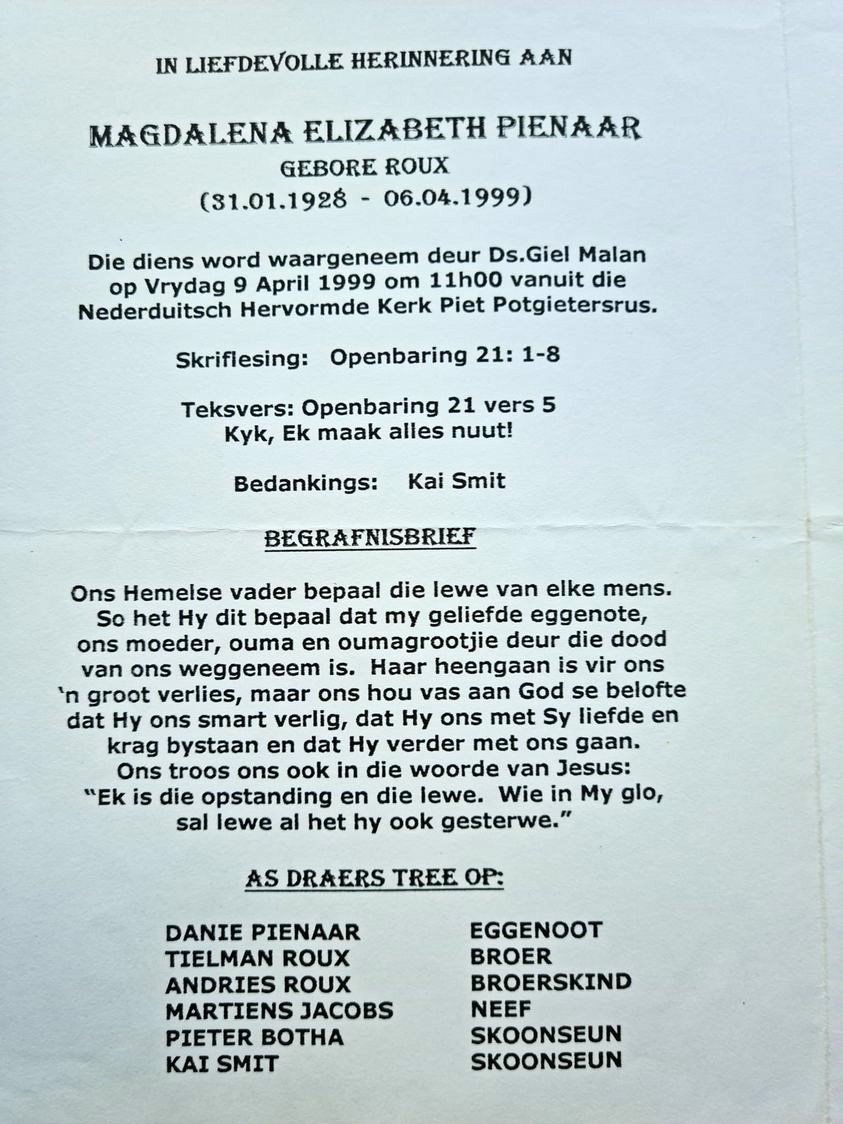 IN LIEFDEVOLLE HERINNERING AAN
MAGDALENA ELIZABETH PIENAAR
GEBORE ROUX
(31.01.1928 - 06.04.1999)
Die diens word waargeneem deur Ds.Giel Malan
op Vrydag 9 April 1999 om 11h00 vanuit die
Nederduitsch Hervormde Kerk Piet Potgietersrus.
Skriflesing: Openbaring 21: 1-8
Teksvers: Openbaring 21 vers 5
Kyk, Ek maak alles nuut!
Bedankings: Kai Smit
BEGRAFNISBRIEF
Ons Hemelse vader bepaal die lewe van elke mens.
So het Hy dit bepaal dat my geliefde eggenote,
ons moeder, ouma en oumagrootjie deur die dood
van ons weggeneem is. Haar heengaan is vir ons
‘n groot verlies, maar ons hou vas aan God se belofte
dat Hy ons smart verlig, dat Hy ons met Sy liefde en
krag bystaan en dat Hy verder met ons gaan.
Ons troos ons ook in die woorde van Jesus:
“Ek is die opstanding en die lewe. Wie in My glo,
sal lewe al het hy ook gesterwe.”
AS DRAERS TREE OP:
DANIE PIENAAR EGGENOOT
TIELMAN ROUX BROER
ANDRIES ROUX BROERSKIND
MARTIENS JACOBS NEEF
PIETER BOTHA SKOONSEUN
KAI SMIT SKOONSEUN